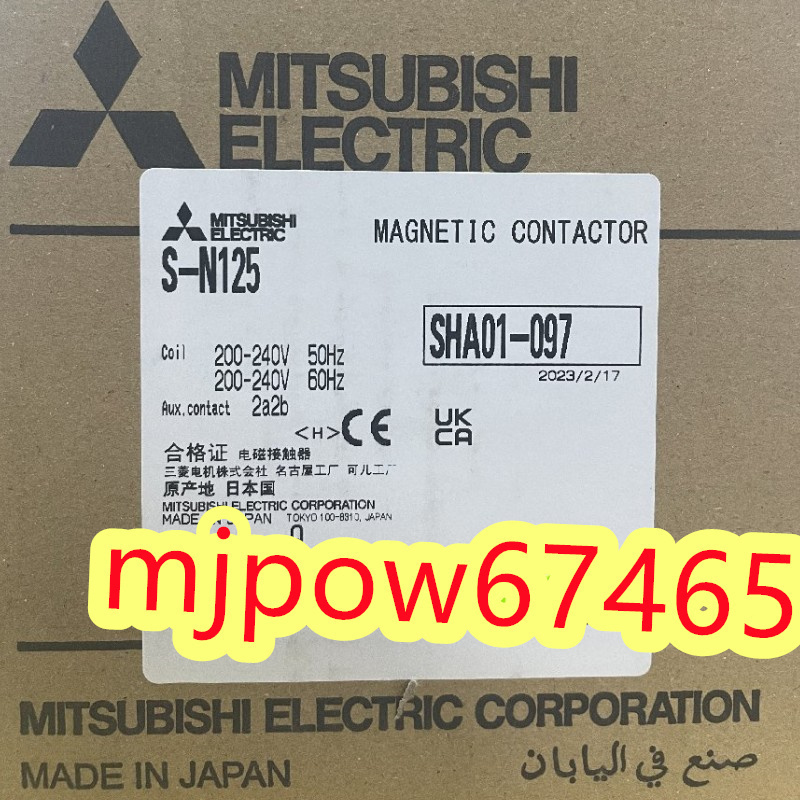 MITSUBISHI
ELECTRIC
MITSUBISHI
ELECTRIC
MAGNETIC CONTACTOR
S-N125
SHA01-097
2023/2/17
Coil 200-240V 50Hz
200-240V 60Hz
Aux.contact 2a2b
<H> CE UK
CA
合格证 电磁接触器
三菱电机株式会社 名古屋工厂 可儿工厂
原产地 日本国
MITSUBISHI ELECTRIC CORPORATION
MADE IN JAPAN TOKYO 100-8310, JAPAN
mjpow67465
MITSUBISHI ELECTRIC CORPORATION
MADE IN JAPAN
صنع في اليابان